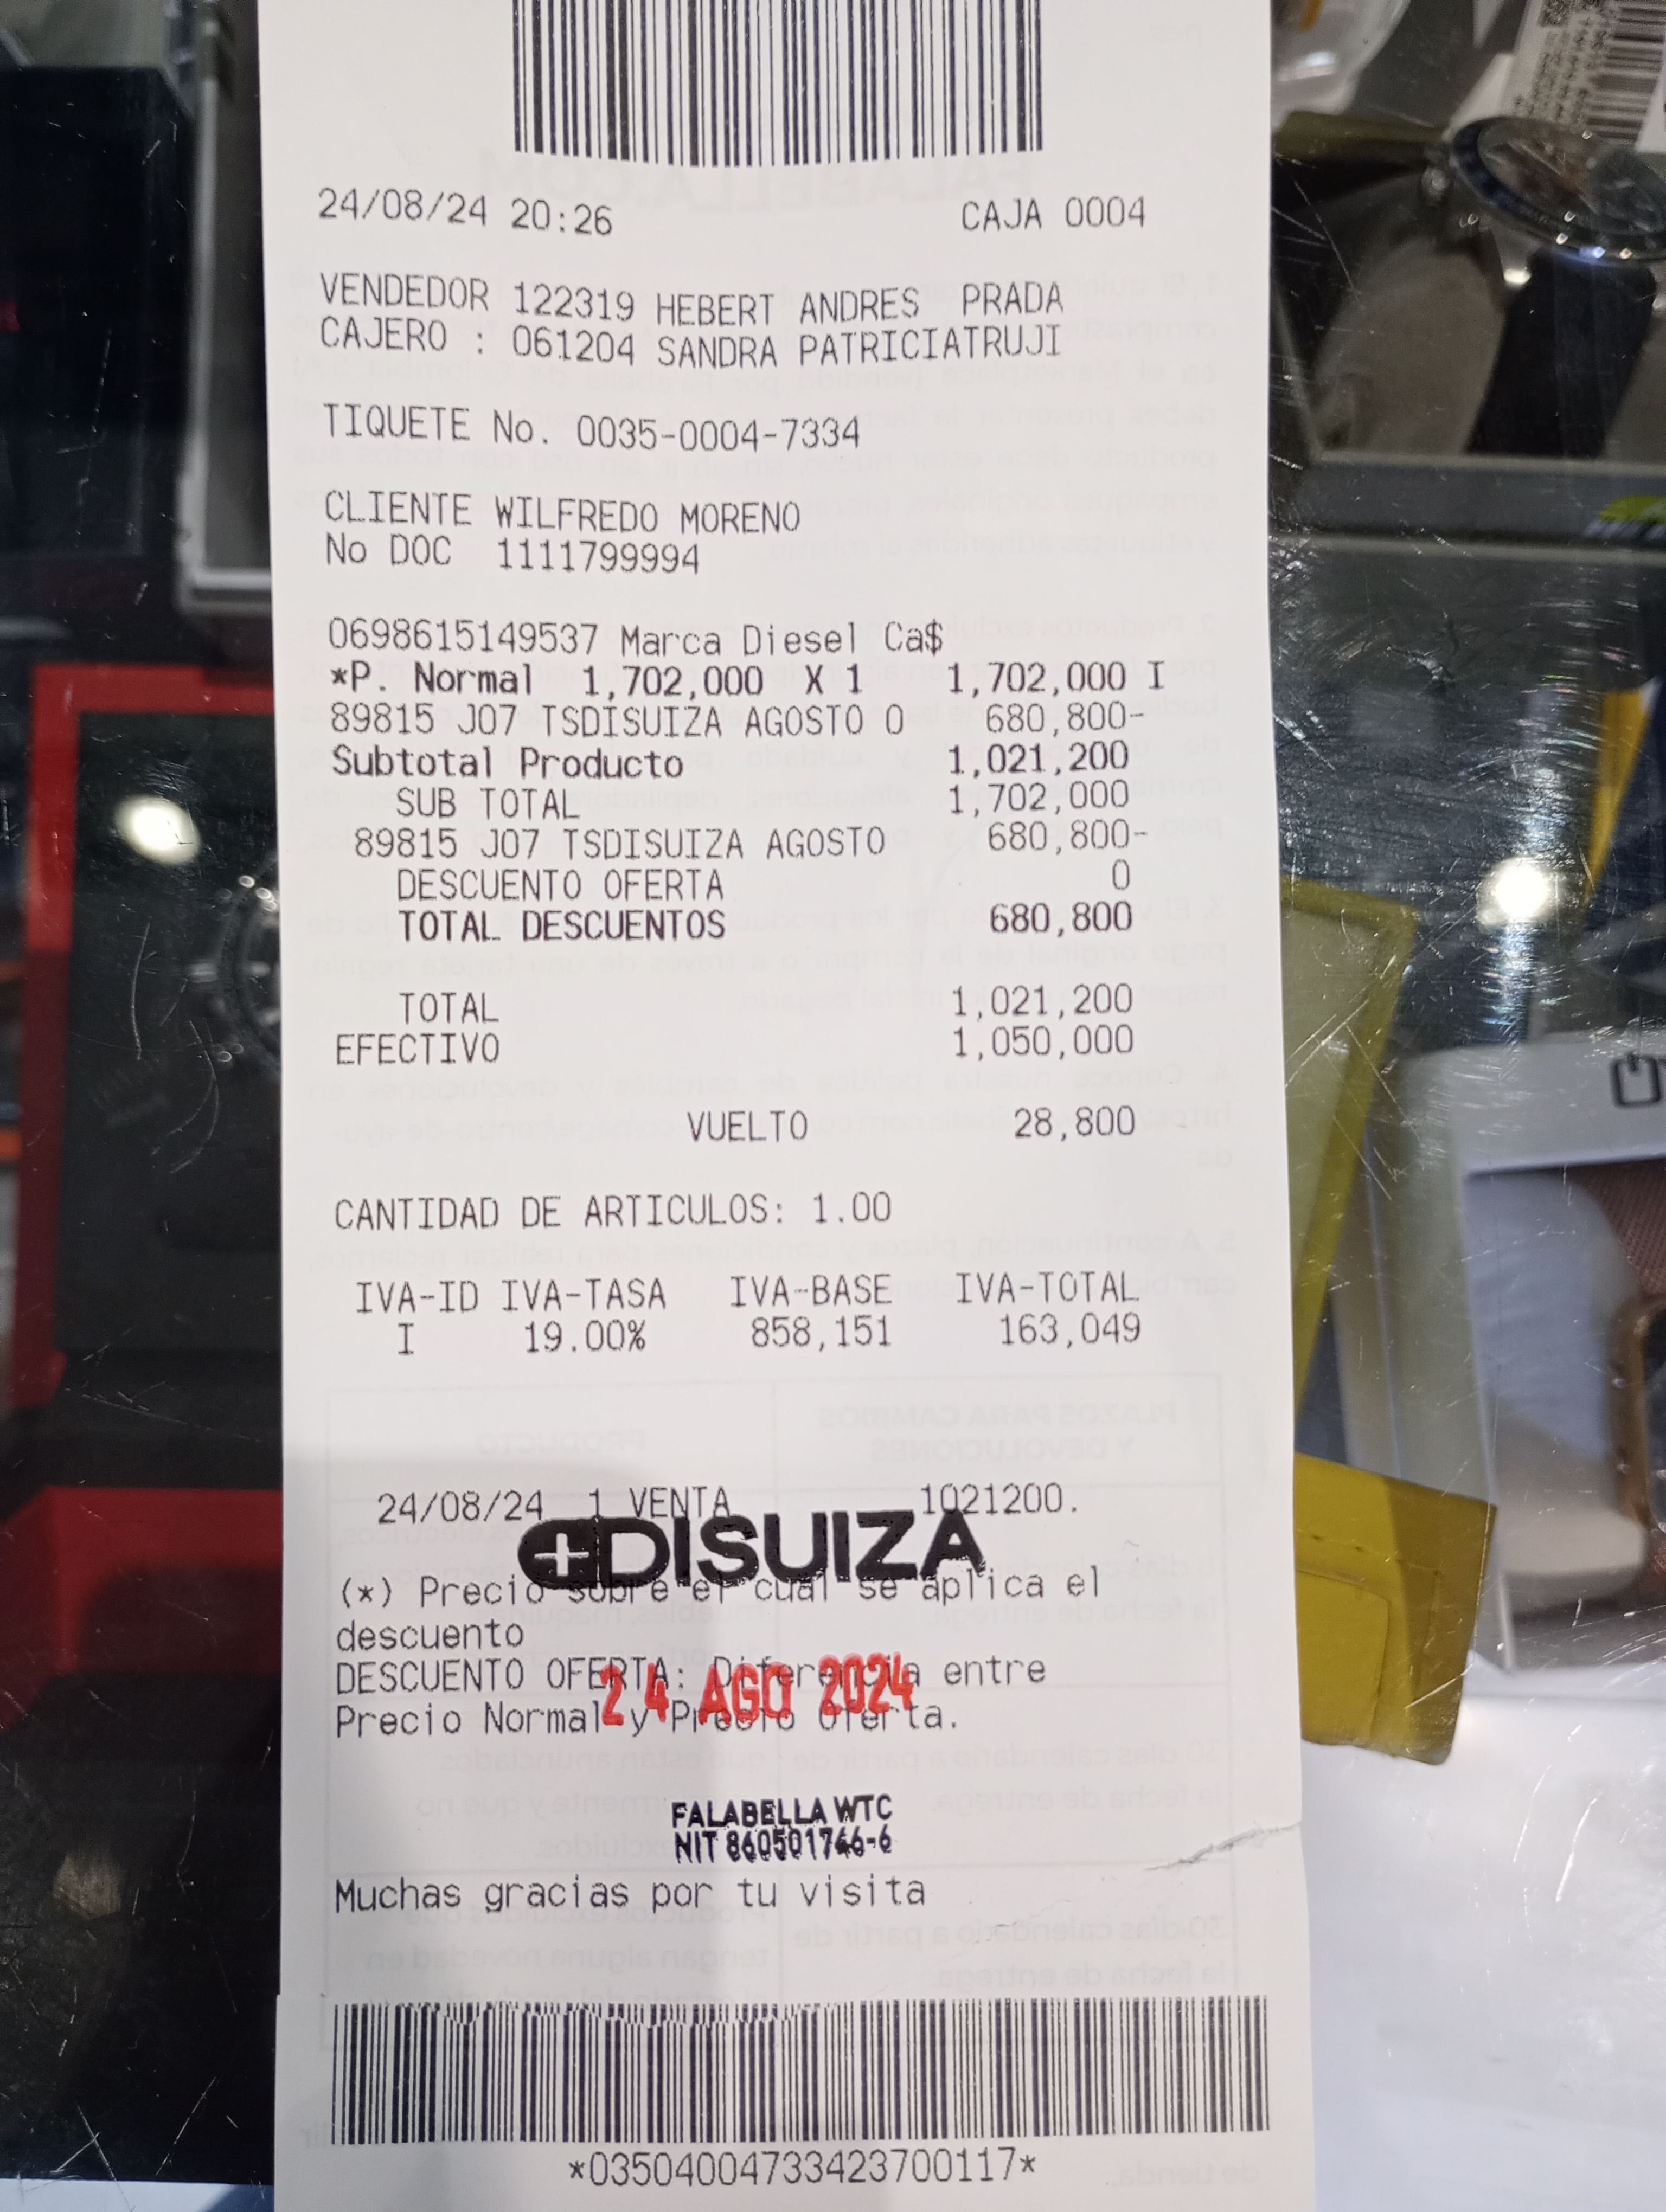 24/08/24 20:26 CAJA 0004
VENDEDOR 122319 HEBERT ANDRES PRADA
CAJERO : 061204 SANDRA PATRICIATRUJI
TIQUETE No. 0035-0004-7334
CLIENTE WILFREDO MORENO
No DOC 1111799994
0698615149537 Marca Diesel Ca$
*P. Normal 1,702,000 X 1 1,702,000 I
89815 J07 TSDISUIZA AGOSTO O 680,800-
Subtotal Producto 1,021,200
SUB TOTAL 1,702,000
89815 J07 TSDISUIZA AGOSTO 680,800-
DESCUENTO OFERTA 0
TOTAL DESCUENTOS 680,800
TOTAL 1,021,200
EFECTIVO 1,050,000
VUELTO 28,800
CANTIDAD DE ARTICULOS: 1.00
IVA-ID IVA-TASA IVA-BASE IVA-TOTAL
I 19.00% 858,151 163,049
24/08/24 1 VENTA 1021200.
DISUIZA
(*) Precio sobre el cual se aplica el
descuento
DESCUENTO OFERTA: Diferencia entre
24 AGO 2024
Precio Normal y Precio Oferta.
FALABELLA WTC
NIT 860501766-6
Muchas gracias por tu visita
*03504004733423700117*